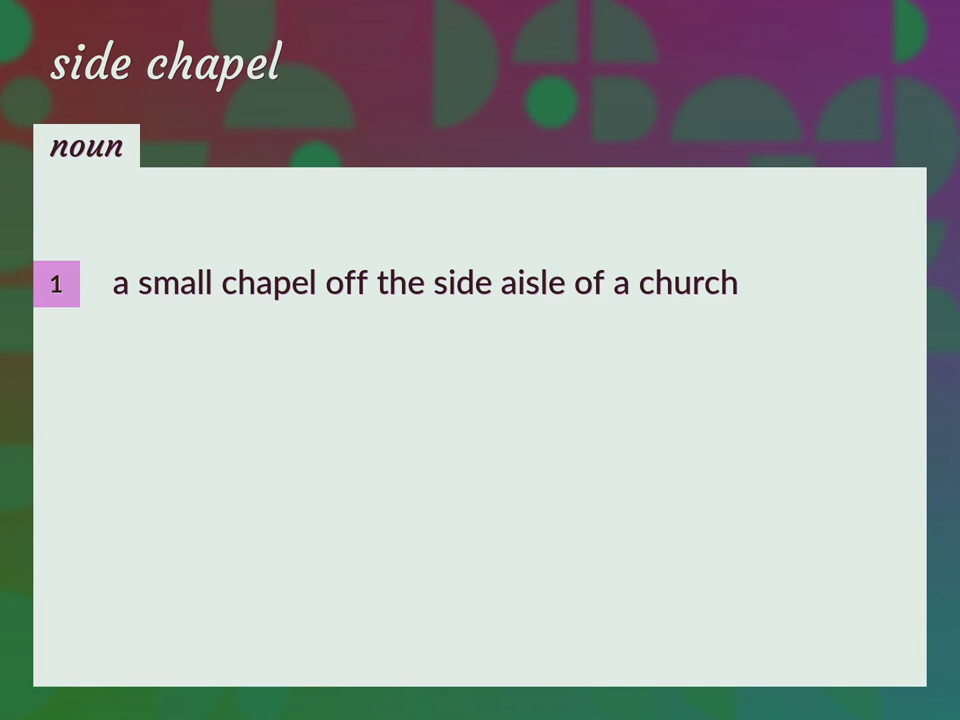 side chapel
noun
1 a small chapel off the side aisle of a church